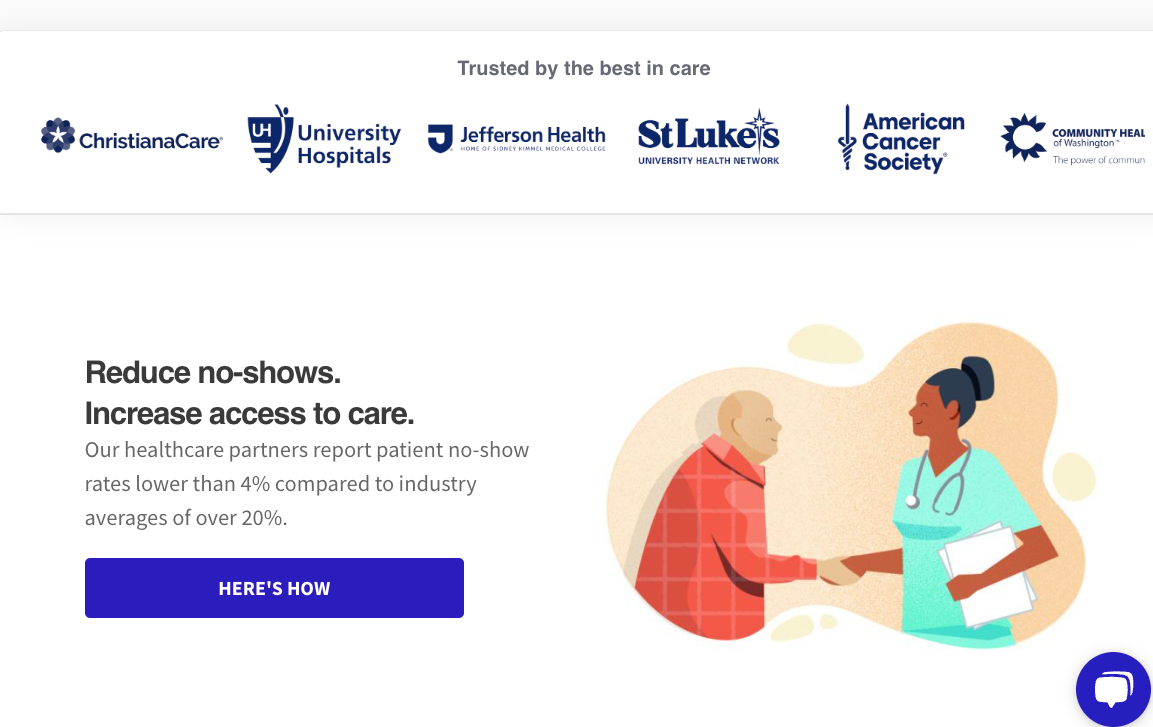 Trusted by the best in care
ChristianaCare®
UH
University
Hospitals
Jefferson Health
HOME OF SIDNEY KIMMEL MEDICAL COLLEGE
St Luke's
UNIVERSITY HEALTH NETWORK
American
Cancer
Society®
COMMUNITY HEAL
of Washington™
The power of commun
Reduce no-shows.
Increase access to care.
Our healthcare partners report patient no-show
rates lower than 4% compared to industry
averages of over 20%.
HERE'S HOW